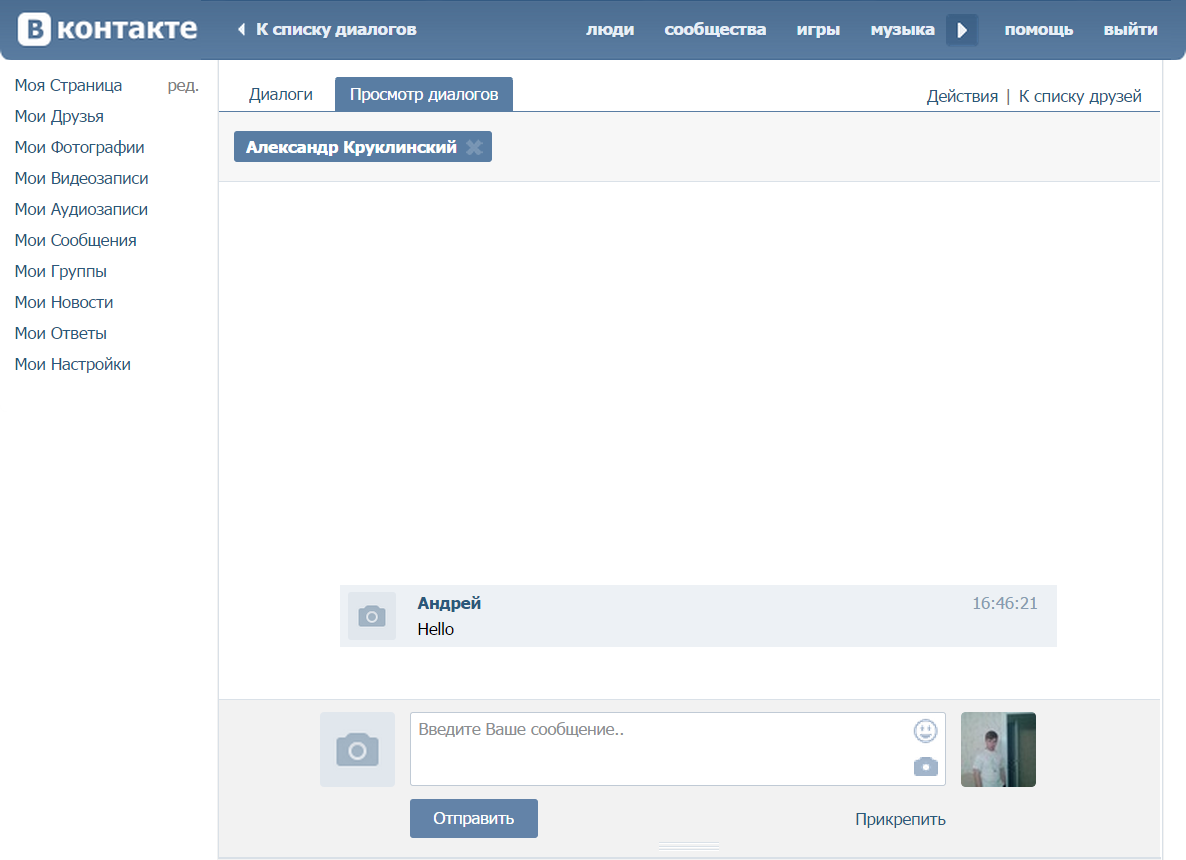 В контакте
К списку диалогов люди сообщества игры музыка помощь выйти
Моя Страница ред.
Мои Друзья
Мои Фотографии
Мои Видеозаписи
Мои Аудиозаписи
Мои Сообщения
Мои Группы
Мои Новости
Мои Ответы
Мои Настройки
Диалоги Просмотр диалогов Действия | К списку друзей
Александр Круклинский
Андрей 16:46:21
Hello
Введите Ваше сообщение..
Отправить Прикрепить